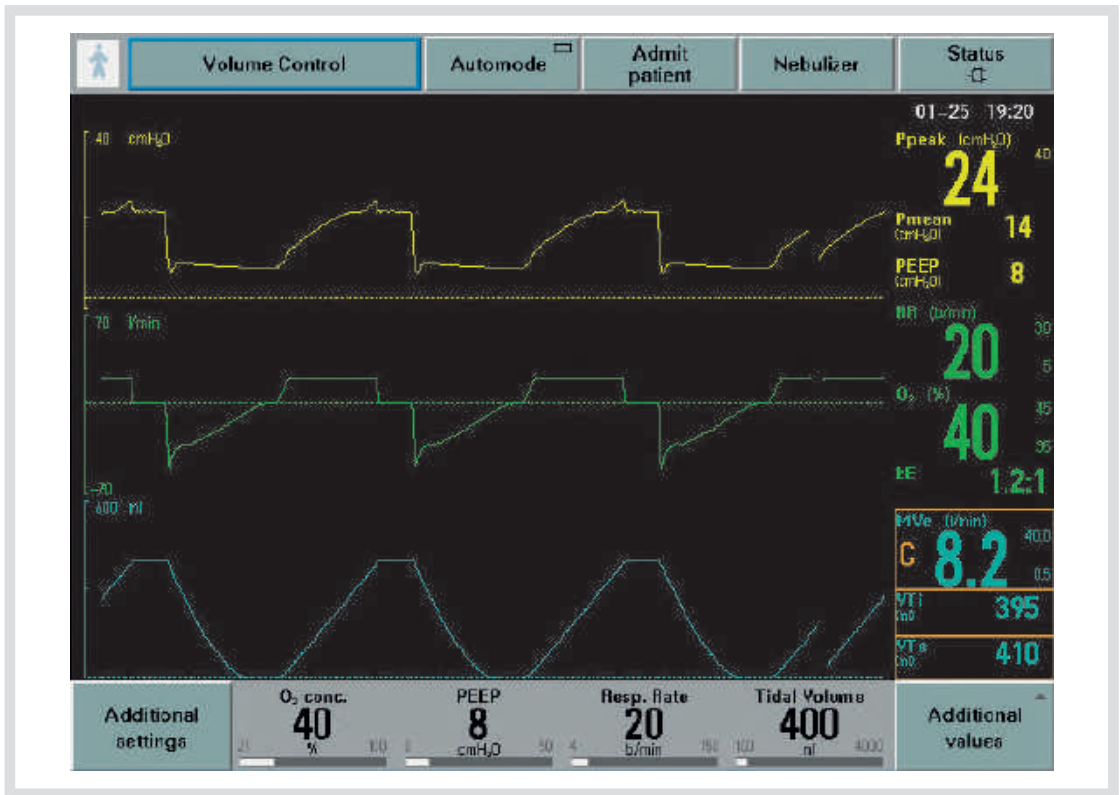 Volume Control
Automode
Admit
patient
Nebulizer
Status
01-25 19:20
40 cmH₂O
Ppeak (cmH₂O)
40
24
Pmean
(cmH₂O)
14
PEEP
(cmH₂O)
8
70 l/min
RR (b/min)
30
20
5
O₂ (%)
45
40
35
I:E
1.2:1
-70
600 ml
MVe (l/min)
40.0
C
8.2
0.5
VTi
395
VTe
410
Additional
settings
O₂ conc.
40
21 % 100
PEEP
8
0 cmH₂O 50
Resp. Rate
20
4 b/min 150
Tidal Volume
400
100 ml 4000
Additional
values